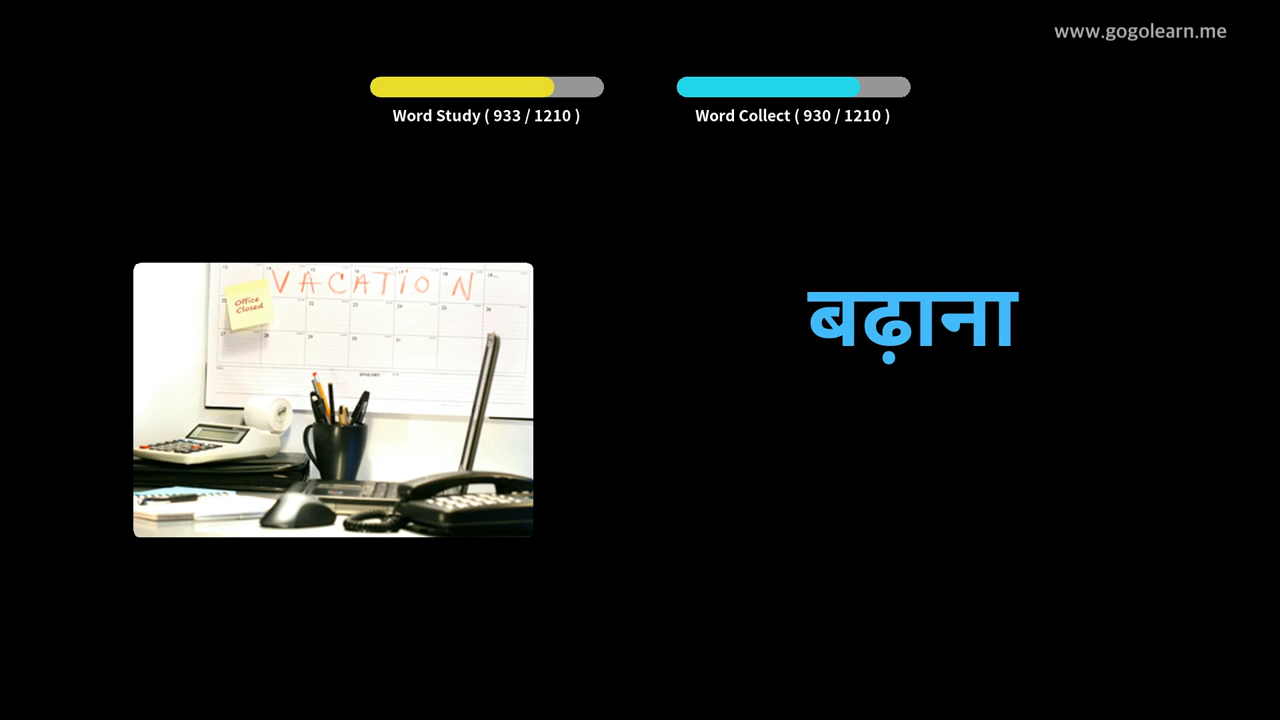 www.gogolearn.me
Word Study ( 933 / 1210 )
Word Collect ( 930 / 1210 )
VACATION
Office
Closed
बढ़ाना